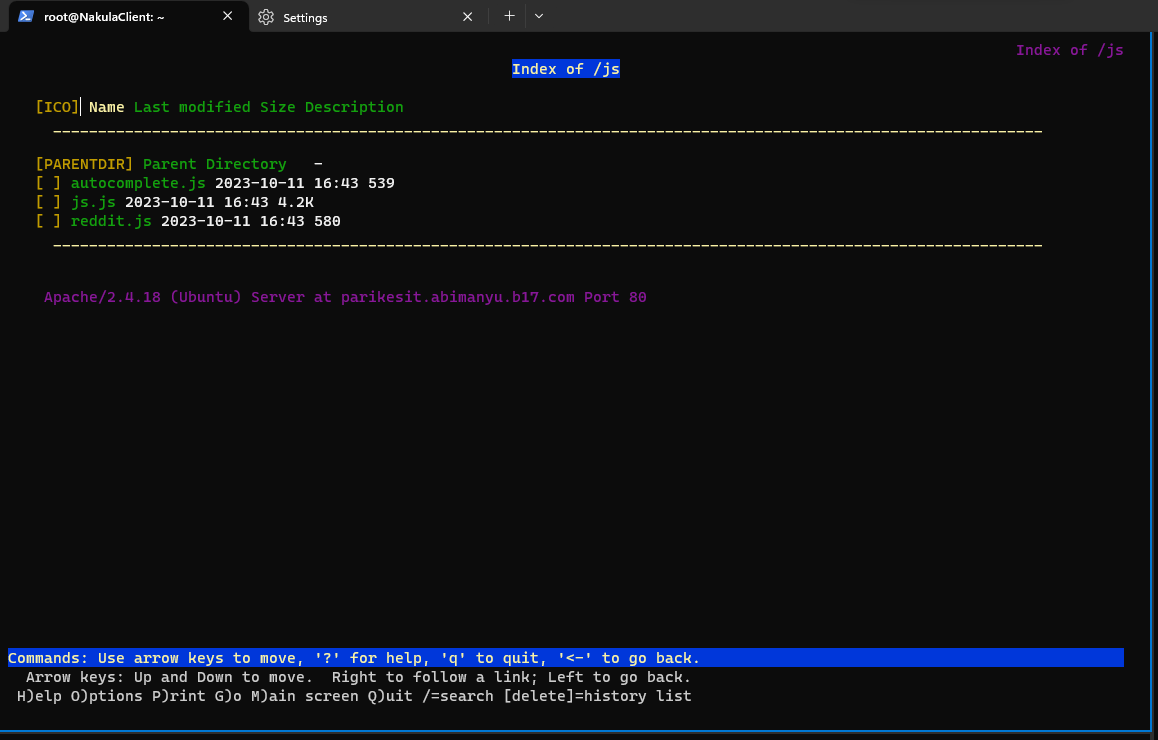 root@NakulaClient: ~
Settings
Index of /js
Index of /js
[ICO] Name Last modified Size Description
[PARENTDIR] Parent Directory -
[ ] autocomplete.js 2023-10-11 16:43 539
[ ] js.js 2023-10-11 16:43 4.2K
[ ] reddit.js 2023-10-11 16:43 580
Apache/2.4.18 (Ubuntu) Server at parikesit.abimanyu.b17.com Port 80
Commands: Use arrow keys to move, '?' for help, 'q' to quit, '<-' to go back.
Arrow keys: Up and Down to move. Right to follow a link; Left to go back.
H)elp O)ptions P)rint G)o M)ain screen Q)uit /=search [delete]=history list